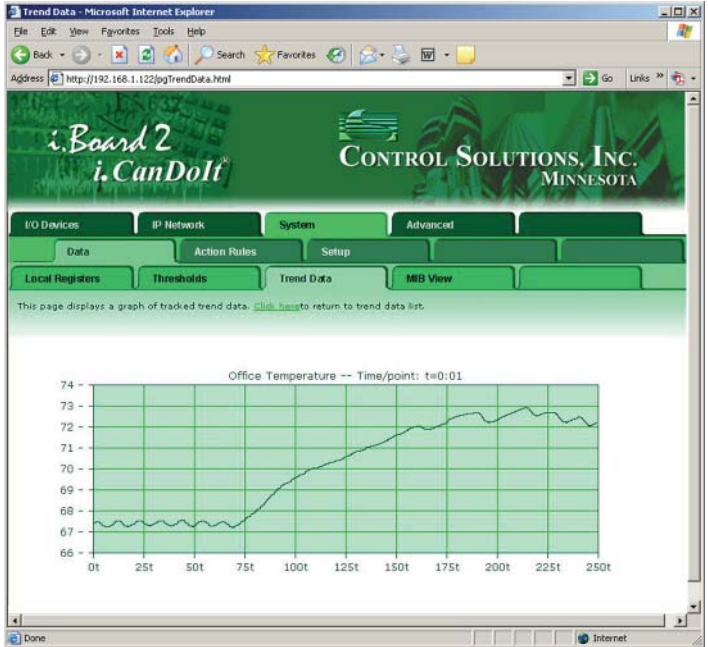 Trend Data - Microsoft Internet Explorer
File Edit View Favorites Tools Help
Back Search Favorites
Address http://192.168.1.122/pgTrendData.html Go Links »
i.Board 2
i.CanDoIt®
CONTROL SOLUTIONS, INC.
MINNESOTA
I/O Devices IP Network System Advanced
Data Action Rules Setup
Local Registers Thresholds Trend Data MIB View
This page displays a graph of tracked trend data. Click here to return to trend data list.
Office Temperature -- Time/point: t=0:01
74
73
72
71
70
69
68
67
66
0t 25t 50t 75t 100t 125t 150t 175t 200t 225t 250t
Done Internet